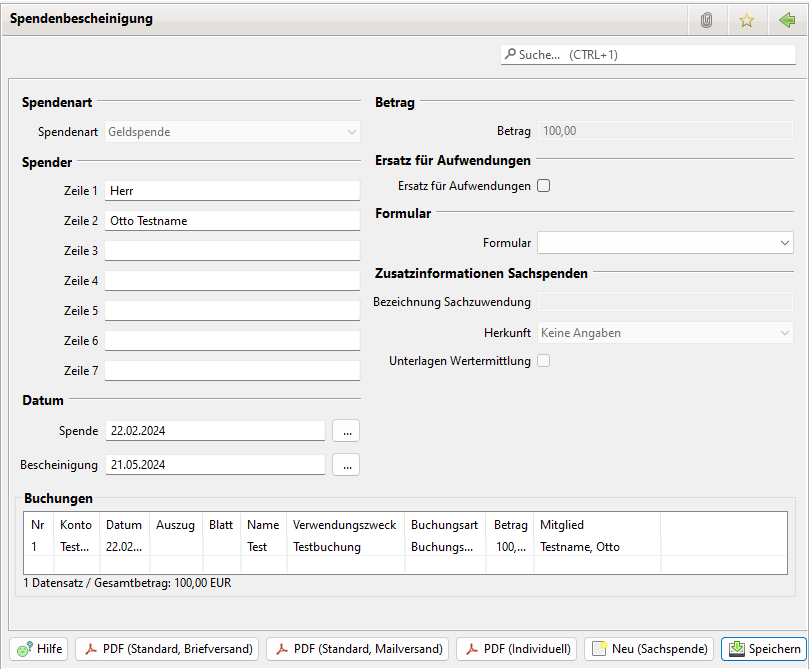 Spendenbescheinigung
Suche... (CTRL+1)
Spendenart
Spendenart Geldspende
Spender
Zeile 1 Herr
Zeile 2 Otto Testname
Zeile 3
Zeile 4
Zeile 5
Zeile 6
Zeile 7
Datum
Spende 22.02.2024 ...
Bescheinigung 21.05.2024 ...
Betrag
Betrag 100,00
Ersatz für Aufwendungen
Ersatz für Aufwendungen
Formular
Formular
Zusatzinformationen Sachspenden
Bezeichnung Sachzuwendung
Herkunft Keine Angaben
Unterlagen Wertermittlung
Buchungen
Nr Konto Datum Auszug Blatt Name Verwendungszweck Buchungsart Betrag Mitglied
1 Test... 22.02... Test Testbuchung Buchungs... 100,... Testname, Otto
1 Datensatz / Gesamtbetrag: 100,00 EUR
Hilfe PDF (Standard, Briefversand) PDF (Standard, Mailversand) PDF (Individuell) Neu (Sachspende) Speichern